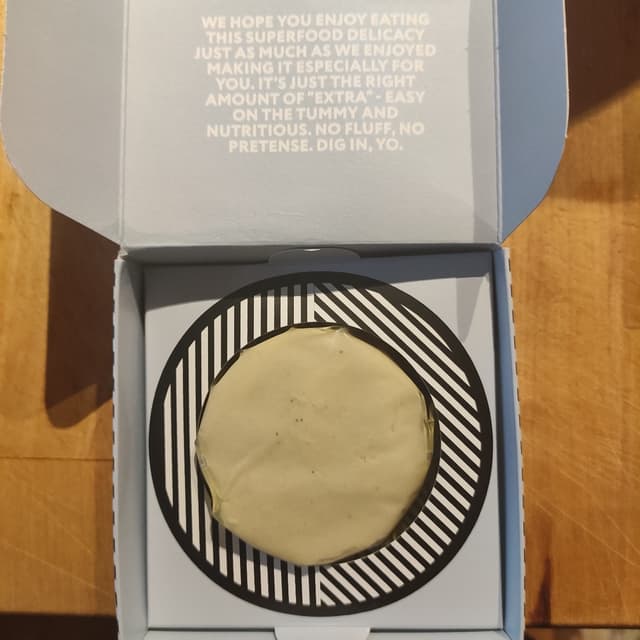 WE HOPE YOU ENJOY EATING
THIS SUPERFOOD DELICACY
JUST AS MUCH AS WE ENJOYED
MAKING IT ESPECIALLY FOR
YOU. IT'S JUST THE RIGHT
AMOUNT OF "EXTRA" - EASY
ON THE TUMMY AND
NUTRITIOUS. NO FLUFF, NO
PRETENSE. DIG IN, YO.